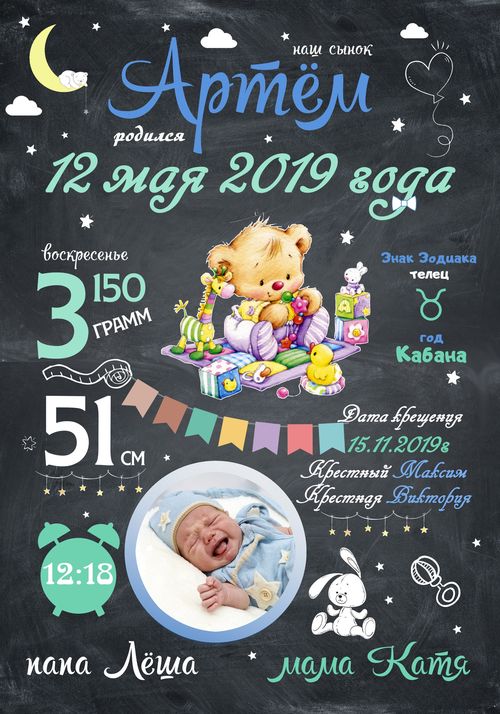 наш сынок
Артём
родился
12 мая 2019 года
воскресенье
3 150
ГРАММ
Знак Зодиака
телец
год
Кабана
51 см
Дата крещения
15.11.2019г
Крестный Максим
Крестная Виктория
12:18
папа Лёша
мама Катя